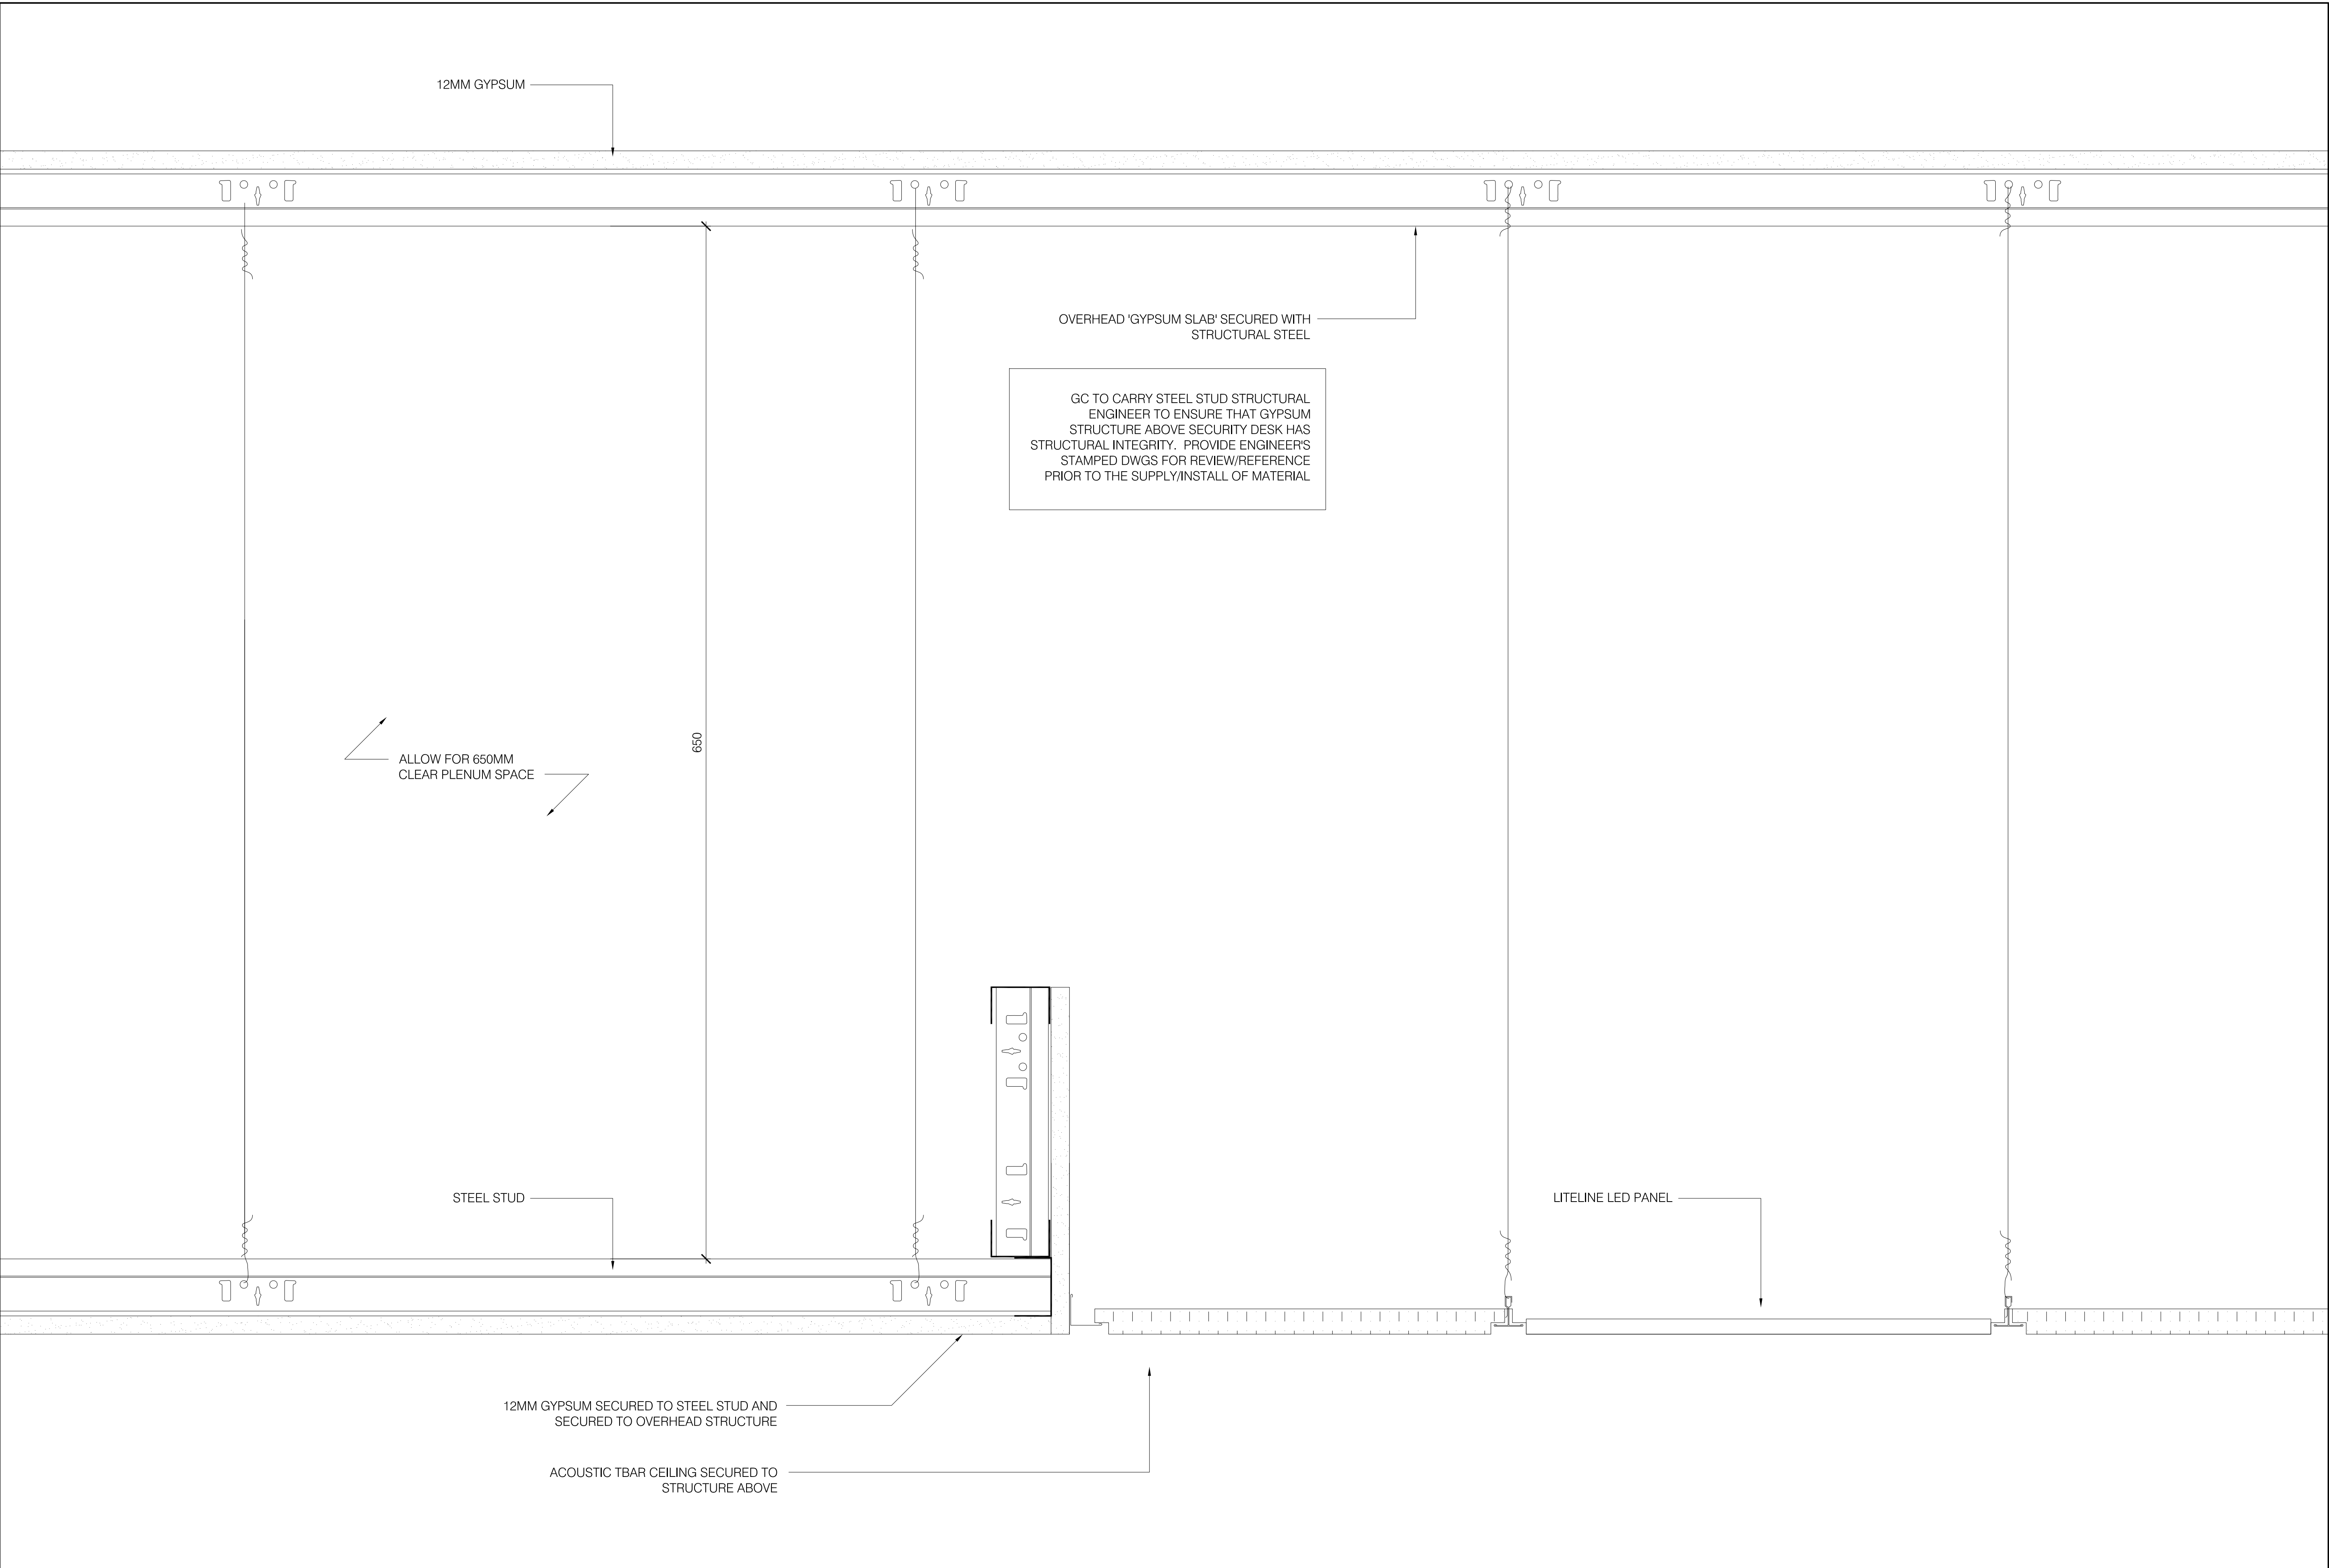 12MM GYPSUM
OVERHEAD 'GYPSUM SLAB' SECURED WITH
STRUCTURAL STEEL
GC TO CARRY STEEL STUD STRUCTURAL
ENGINEER TO ENSURE THAT GYPSUM
STRUCTURE ABOVE SECURITY DESK HAS
STRUCTURAL INTEGRITY. PROVIDE ENGINEER'S
STAMPED DWGS FOR REVIEW/REFERENCE
PRIOR TO THE SUPPLY/INSTALL OF MATERIAL
650
ALLOW FOR 650MM
CLEAR PLENUM SPACE
STEEL STUD
LITELINE LED PANEL
12MM GYPSUM SECURED TO STEEL STUD AND
SECURED TO OVERHEAD STRUCTURE
ACOUSTIC TBAR CEILING SECURED TO
STRUCTURE ABOVE